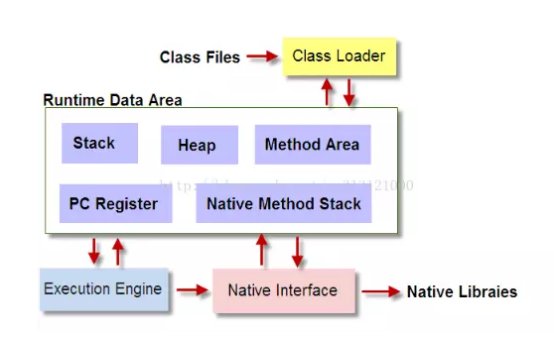 Class Files
Class Loader
Runtime Data Area
Stack
Heap
Method Area
PC Register
Native Method Stack
Execution Engine
Native Interface
Native Libraies